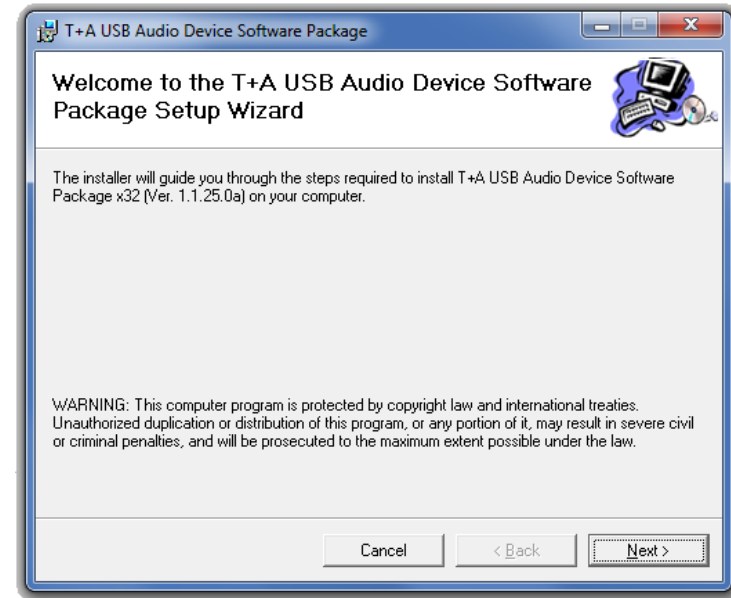 T+A USB Audio Device Software Package
Welcome to the T+A USB Audio Device Software
Package Setup Wizard
The installer will guide you through the steps required to install T+A USB Audio Device Software
Package x32 (Ver. 1.1.25.0a) on your computer.
WARNING: This computer program is protected by copyright law and international treaties.
Unauthorized duplication or distribution of this program, or any portion of it, may result in severe civil
or criminal penalties, and will be prosecuted to the maximum extent possible under the law.
Cancel < Back Next >